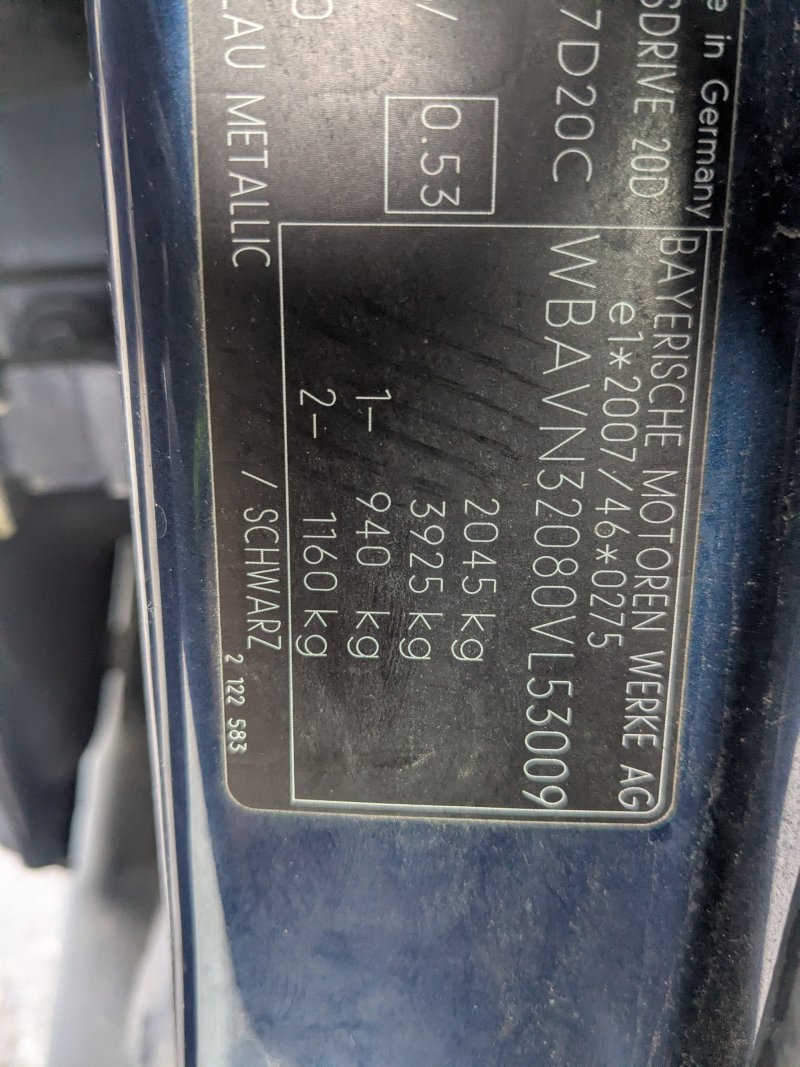 BAYERISCHE MOTOREN WERKE AG
e1*2007/46*0275
WBAVN32080VL53009
2045 kg
3925 kg
1- 940 kg
2- 1160 kg
in Germany
SDRIVE 20D
7D20C
0.53
METALLIC / SCHWARZ
2 122 583